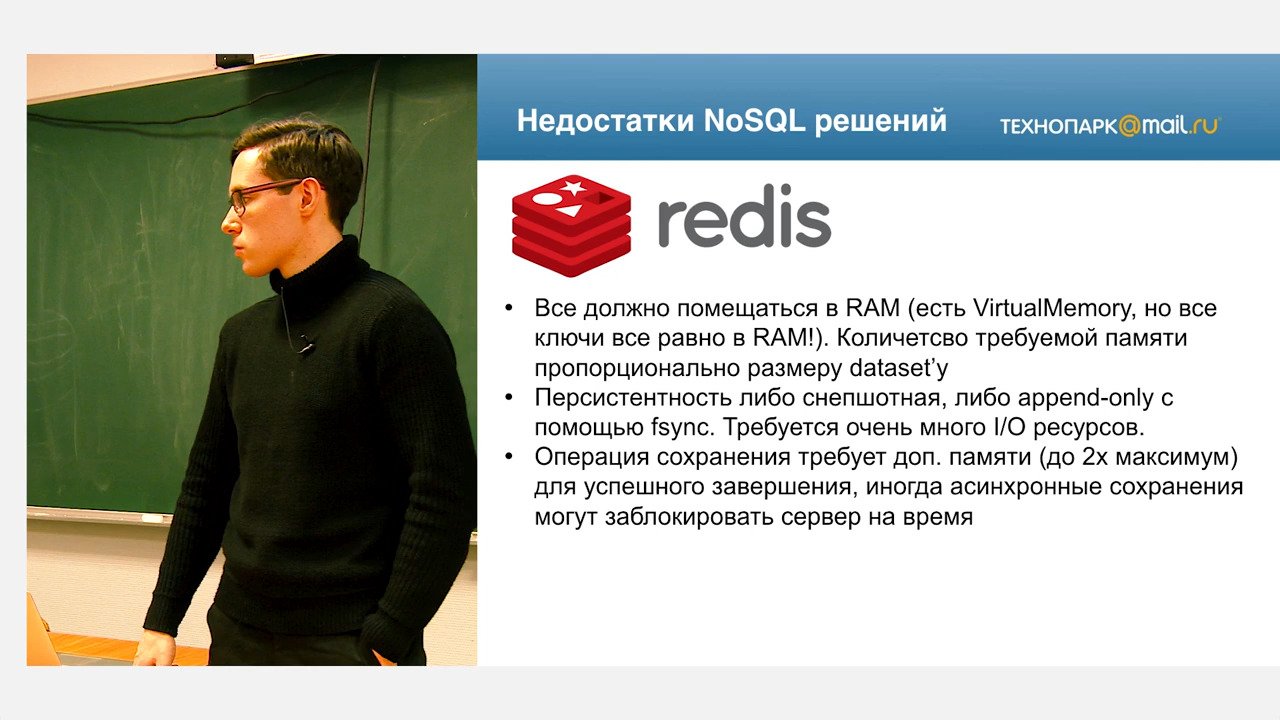 Недостатки NoSQL решений
ТЕХНОПАРК@mail.ru
redis
• Все должно помещаться в RAM (есть VirtualMemory, но все
ключи все равно в RAM!). Количетсво требуемой памяти
пропорционально размеру dataset’у
• Персистентность либо снепшотная, либо append-only с
помощью fsync. Требуется очень много I/O ресурсов.
• Операция сохранения требует доп. памяти (до 2х максимум)
для успешного завершения, иногда асинхронные сохранения
могут заблокировать сервер на время